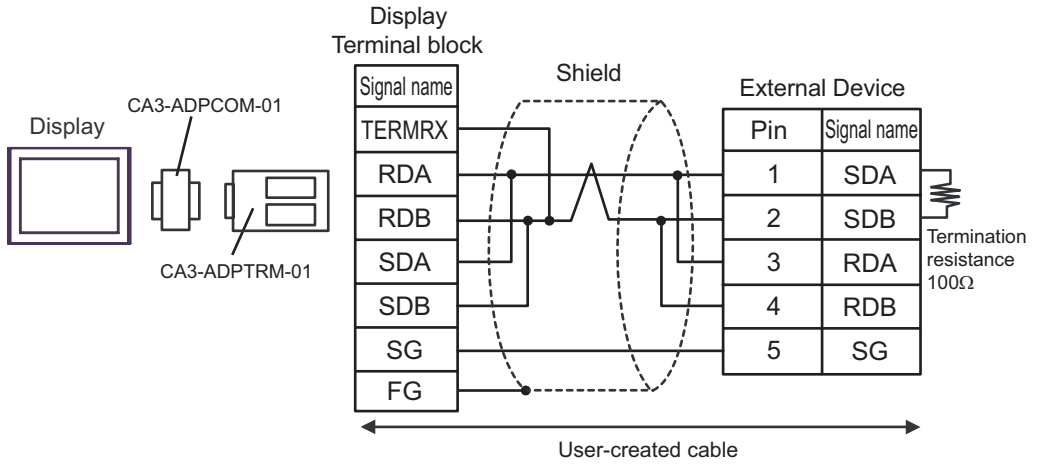 Display
Terminal block
Signal name
TERMRX
RDA
RDB
SDA
SDB
SG
FG
Shield
External Device
Pin Signal name
1 SDA
2 SDB
3 RDA
4 RDB
5 SG
Termination
resistance
100Ω
Display
CA3-ADPCOM-01
CA3-ADPTRM-01
User-created cable